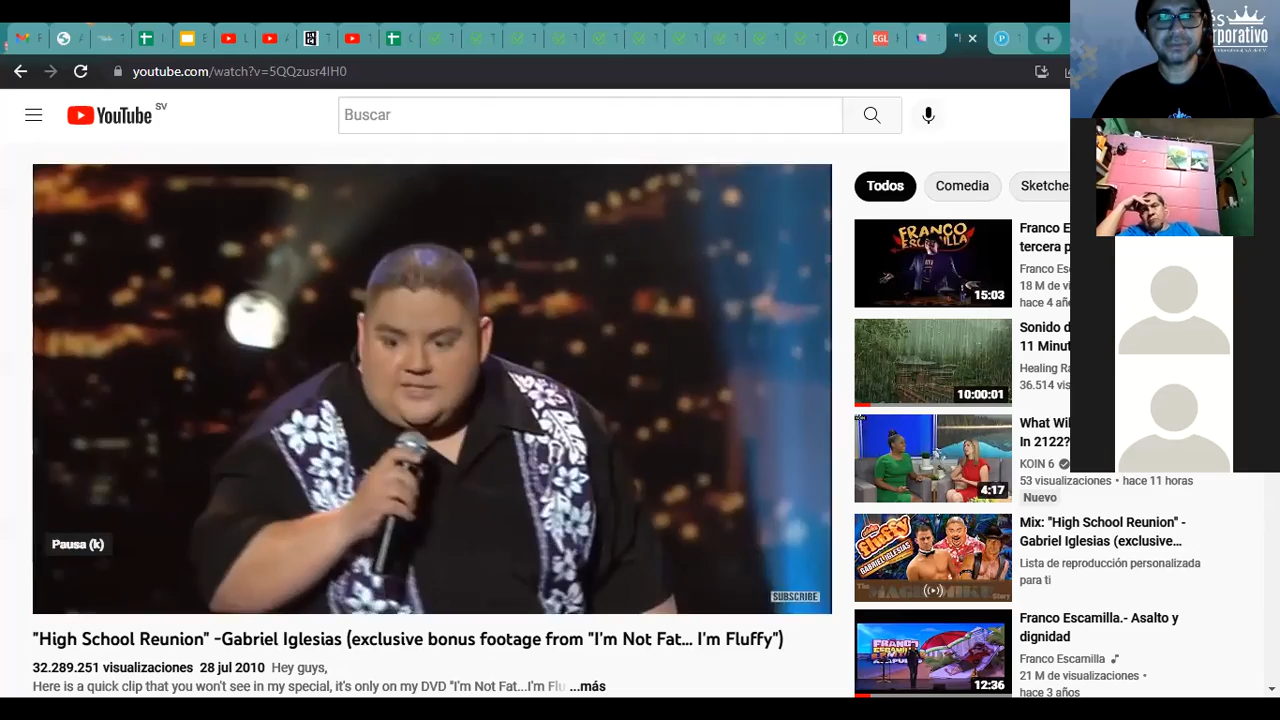 youtube.com/watch?v=5QQzusr4IH0
és
rporativo
YouTube SV
Buscar
Todos
Comedia
Sketche
Pausa (k)
SUBSCRIBE
"High School Reunion" -Gabriel Iglesias (exclusive bonus footage from "I'm Not Fat... I'm Fluffy")
32.289.251 visualizaciones 28 jul 2010 Hey guys,
Here is a quick clip that you won't see in my special, it's only on my DVD "I'm Not Fat...I'm Flu ...más
FRANCO
15:03
Franco E
tercera p
Franco Es
18 M de vi
hace 4 año
10:00:01
Sonido d
11 Minut
Healing Ra
36.514 vis
4:17
What Wil
In 2122?
KOIN 6
53 visualizaciones • hace 11 horas
Nuevo
fluffy
GABRIEL IGLESIAS
Mix: "High School Reunion" -
Gabriel Iglesias (exclusive...
Lista de reproducción personalizada
para ti
12:36
Franco Escamilla.- Asalto y
dignidad
Franco Escamilla
21 M de visualizaciones •
hace 3 años